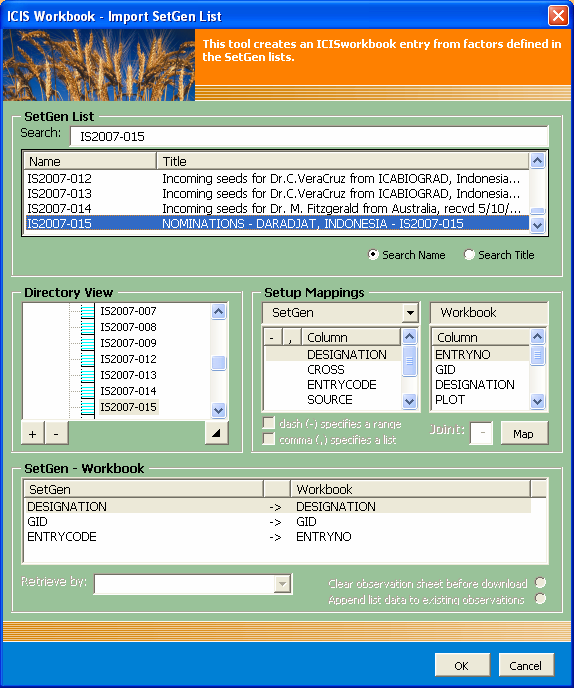 ICIS Workbook - Import SetGen List
This tool creates an ICISworkbook entry from factors defined in
the SetGen lists.
SetGen List
Search: IS2007-015
Name Title
IS2007-012 Incoming seeds for Dr.C.VeraCruz from ICABIOGRAD, Indonesia...
IS2007-013 Incoming seeds for Dr.C.VeraCruz from ICABIOGRAD, Indonesia...
IS2007-014 Incoming seeds for Dr. M. Fitzgerald from Australia, recvd 5/10/...
IS2007-015 NOMINATIONS - DARADJAT, INDONESIA - IS2007-015
Search Name Search Title
Directory View
IS2007-007
IS2007-008
IS2007-009
IS2007-012
IS2007-013
IS2007-014
IS2007-015
+ -
Setup Mappings
SetGen Workbook
- , Column Column
DESIGNATION ENTRYNO
CROSS GID
ENTRYCODE DESIGNATION
SOURCE PLOT
dash (-) specifies a range
comma (,) specifies a list
Joint: - Map
SetGen - Workbook
SetGen Workbook
DESIGNATION -> DESIGNATION
GID -> GID
ENTRYCODE -> ENTRYNO
Retrieve by:
Clear observation sheet before download
Append list data to existing observations
OK Cancel